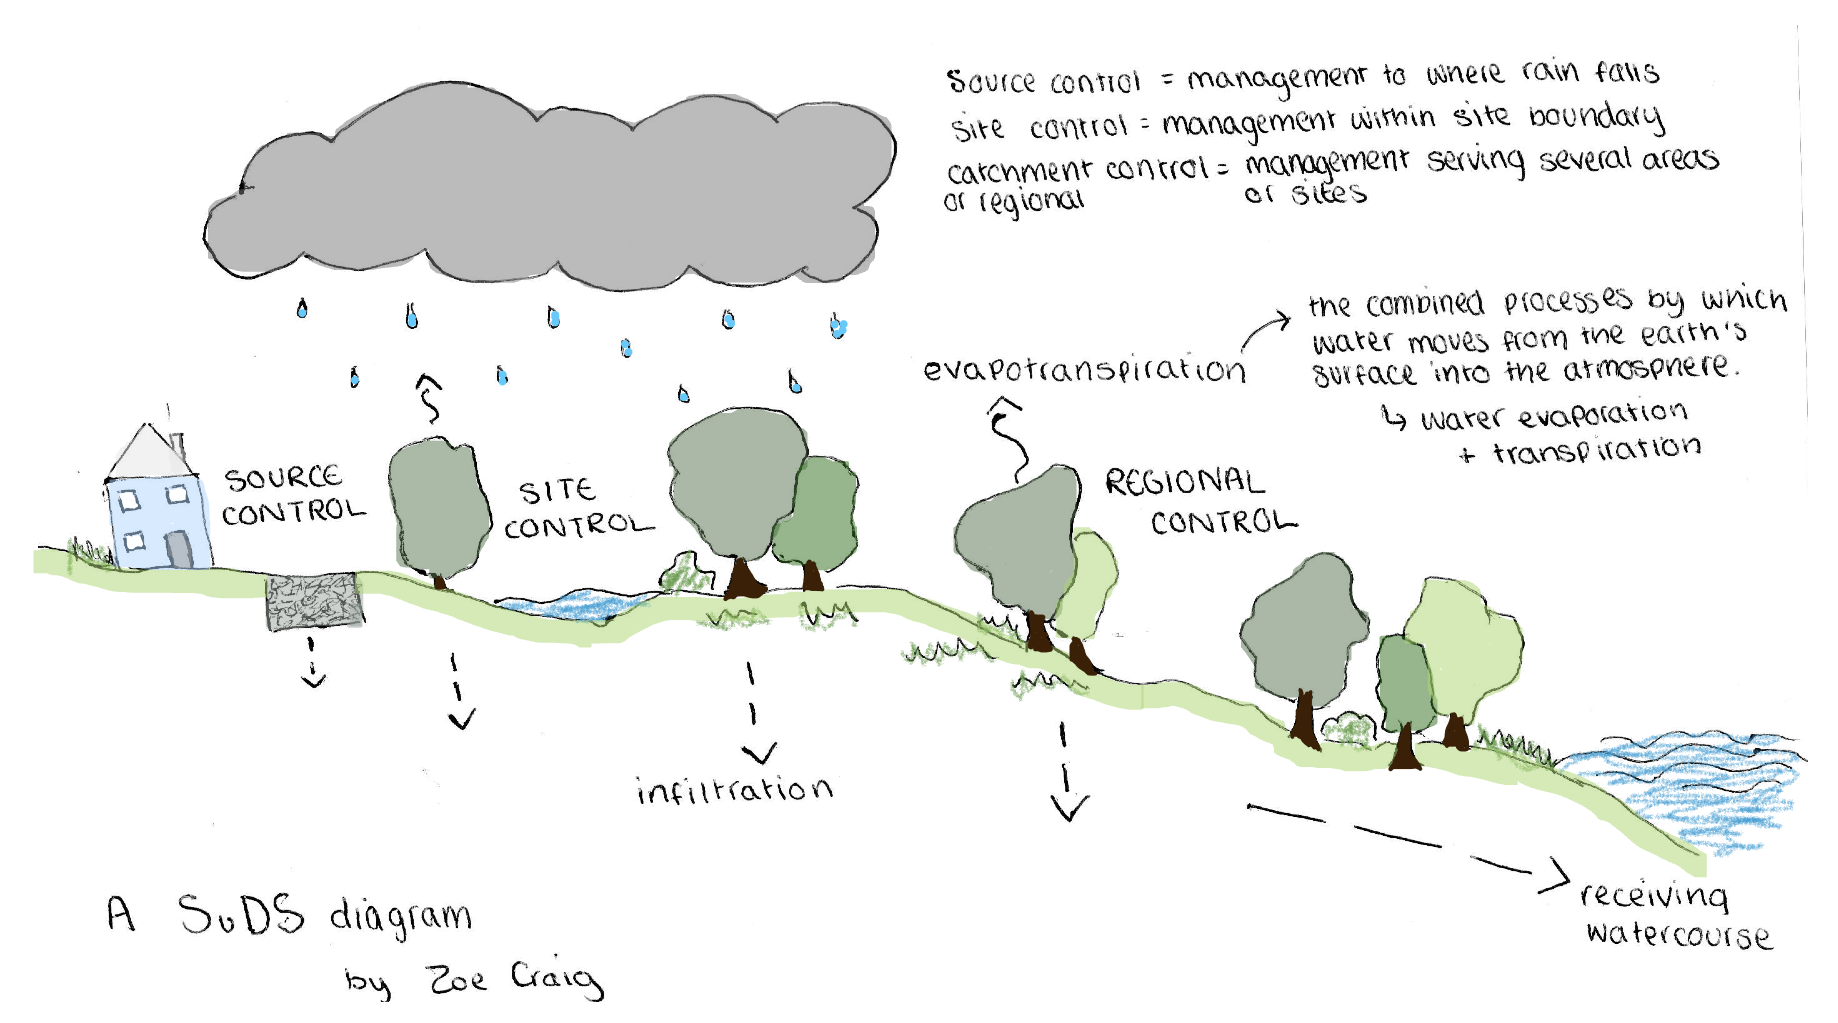 source control = management to where rain falls
site control = management within site boundary
catchment control = management serving several areas
or regional or sites
evapotranspiration
the combined processes by which
water moves from the earth's
surface into the atmosphere.
↳ water evaporation
+ transpiration
SOURCE
CONTROL
SITE
CONTROL
REGIONAL
CONTROL
infiltration
receiving
watercourse
A SuDS diagram
by Zoe Craig